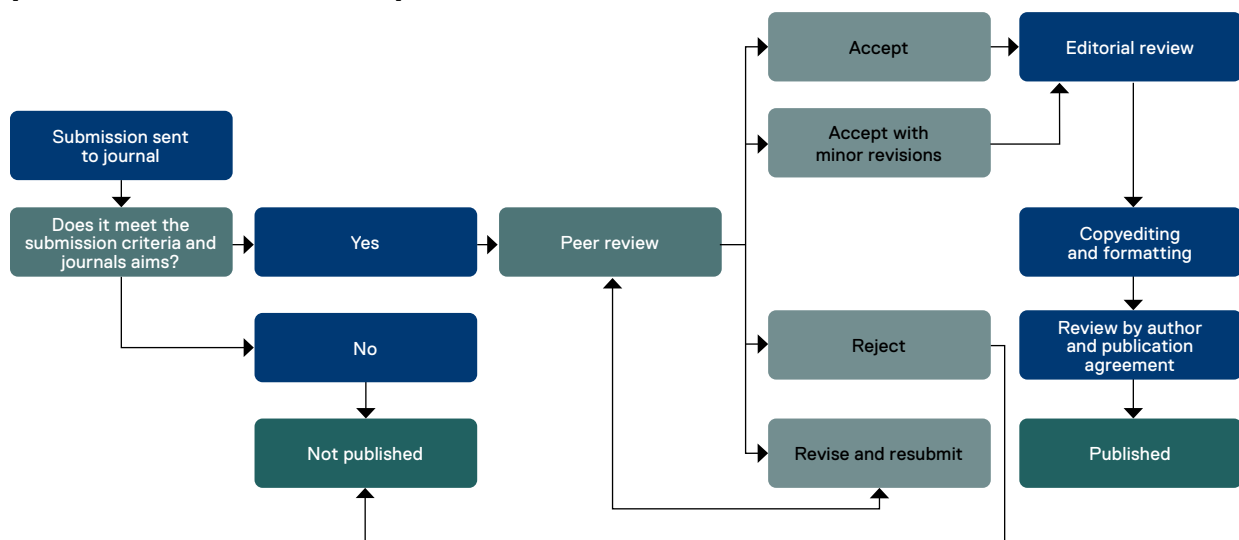 Accept
Editorial review
Submission sent
to journal
Accept with
minor revisions
Does it meet the
submission criteria and
journals aims?
Yes
Peer review
Copyediting
and formatting
No
Reject
Review by author
and publication
agreement
Not published
Revise and resubmit
Published